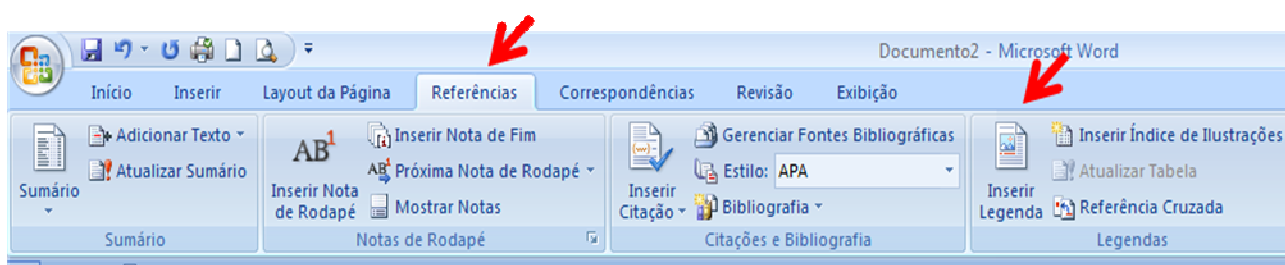 Documento2 - Microsoft Word
Início Inserir Layout da Página Referências Correspondências Revisão Exibição
Sumário
Adicionar Texto
Atualizar Sumário
Sumário
AB¹
Inserir Nota de Rodapé
Inserir Nota de Fim
AB¹ Próxima Nota de Rodapé
Mostrar Notas
Notas de Rodapé
Inserir Citação
Gerenciar Fontes Bibliográficas
Estilo: APA
Bibliografia
Citações e Bibliografia
Inserir Legenda
Inserir Índice de Ilustrações
Atualizar Tabela
Referência Cruzada
Legendas